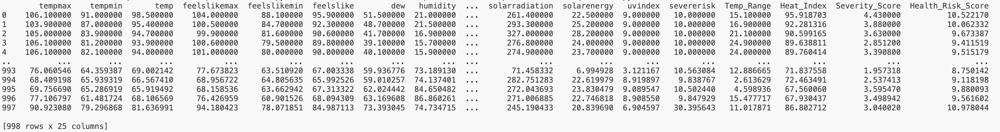 tempmax tempmin temp feelslikemax feelslikemin feelslike dew humidity ... solarradiation solarenergy uvindex severerisk Temp_Range Heat_Index Severity_Score Health_Risk_Score
0 106.100000 91.000000 98.500000 104.000000 88.100000 95.900000 51.500000 21.000000 ... 261.400000 22.500000 9.000000 10.000000 15.100000 95.918703 4.430000 10.522170
1 103.900000 87.000000 95.400000 100.500000 84.700000 92.300000 48.700000 21.500000 ... 293.300000 25.200000 9.000000 10.000000 16.900000 92.281316 3.880000 10.062332
2 105.000000 83.900000 94.700000 99.900000 81.600000 90.600000 41.700000 16.900000 ... 327.000000 28.200000 9.000000 10.000000 21.100000 90.599165 3.630000 9.673387
3 106.100000 81.200000 93.900000 100.600000 79.500000 89.800000 39.100000 15.700000 ... 276.800000 24.000000 9.000000 10.000000 24.900000 89.638811 2.851200 9.411519
4 106.100000 82.100000 94.000000 101.000000 80.000000 90.000000 40.100000 15.900000 ... 274.900000 23.700000 9.000000 10.000000 24.000000 89.760414 3.390800 9.515179
.. ... ... ... ... ... ... ... ... ... ... ... ... ... ... ... ... ...
993 76.060546 64.359387 69.002142 77.673823 63.510920 67.003338 59.936776 73.189130 ... 71.458332 6.994928 3.121167 10.563084 12.886665 71.837558 1.957318 8.750142
994 68.409198 65.939319 66.567410 68.956722 64.805635 65.992526 59.010257 74.137401 ... 282.751283 22.619979 8.919897 9.838767 2.613629 72.463491 2.537413 9.118198
995 69.756690 65.286919 65.919492 68.158536 63.662942 67.313322 62.024442 84.650482 ... 272.043693 23.830479 9.089547 10.502440 4.598936 67.560060 3.595470 9.880093
996 77.106797 61.481724 68.106569 76.426959 60.901526 68.094309 63.169608 86.860261 ... 271.006885 22.746818 8.908550 9.847929 15.477717 67.930437 3.498942 9.561602
997 90.923080 79.296868 81.636991 94.180423 78.071851 84.987113 73.393045 74.734715 ... 245.190433 20.839690 6.904597 30.395643 11.017871 86.802712 3.040020 10.978044
[998 rows x 25 columns]